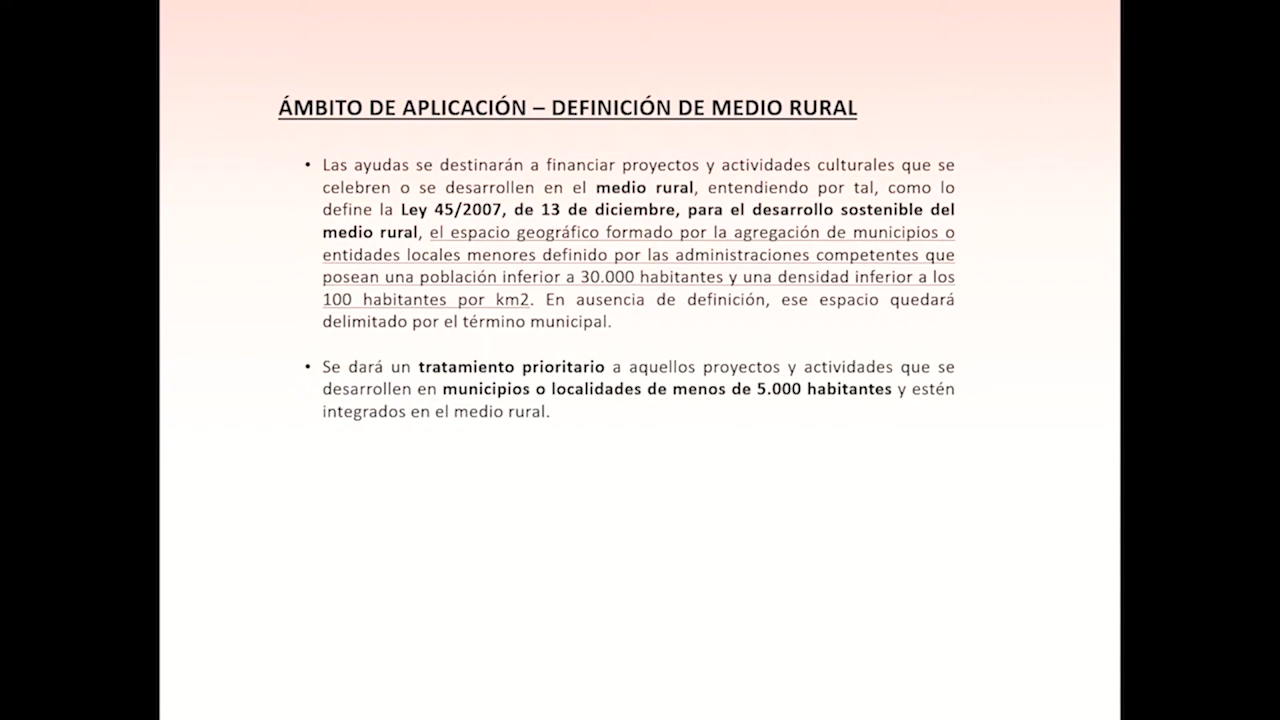 ÁMBITO DE APLICACIÓN – DEFINICIÓN DE MEDIO RURAL
• Las ayudas se destinarán a financiar proyectos y actividades culturales que se
celebren o se desarrollen en el medio rural, entendiendo por tal, como lo
define la Ley 45/2007, de 13 de diciembre, para el desarrollo sostenible del
medio rural, el espacio geográfico formado por la agregación de municipios o
entidades locales menores definido por las administraciones competentes que
posean una población inferior a 30.000 habitantes y una densidad inferior a los
100 habitantes por km2. En ausencia de definición, ese espacio quedará
delimitado por el término municipal.
• Se dará un tratamiento prioritario a aquellos proyectos y actividades que se
desarrollen en municipios o localidades de menos de 5.000 habitantes y estén
integrados en el medio rural.